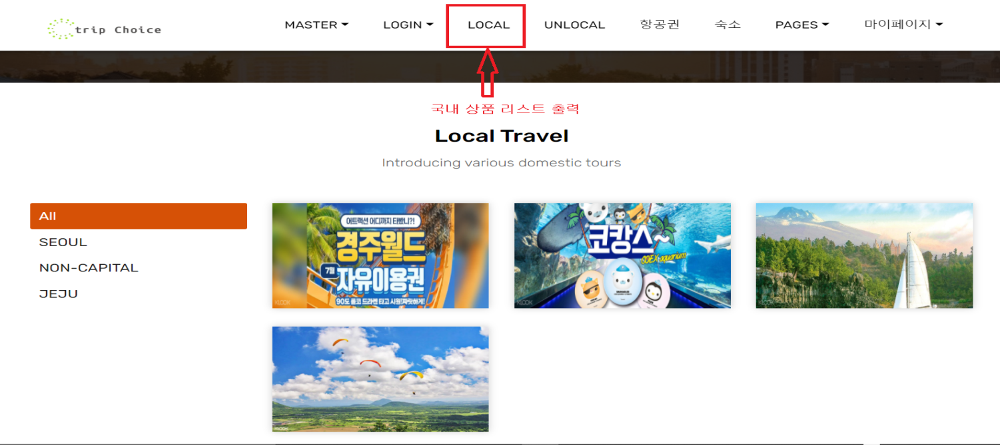 trip Choice
MASTER
LOGIN
LOCAL
UNLOCAL
항공권
숙소
PAGES
마이페이지
국내 상품 리스트 출력
Local Travel
Introducing various domestic tours
All
SEOUL
NON-CAPITAL
JEJU
어트랙션 어디까지 타봤니?!
경주월드
7월
자유이용권
90도 풀코 드라켄 타고 시원!짜릿하게!
KLOOK
코캉스~
COEX aquarium
KLOOK
KLOOK
KLOOK